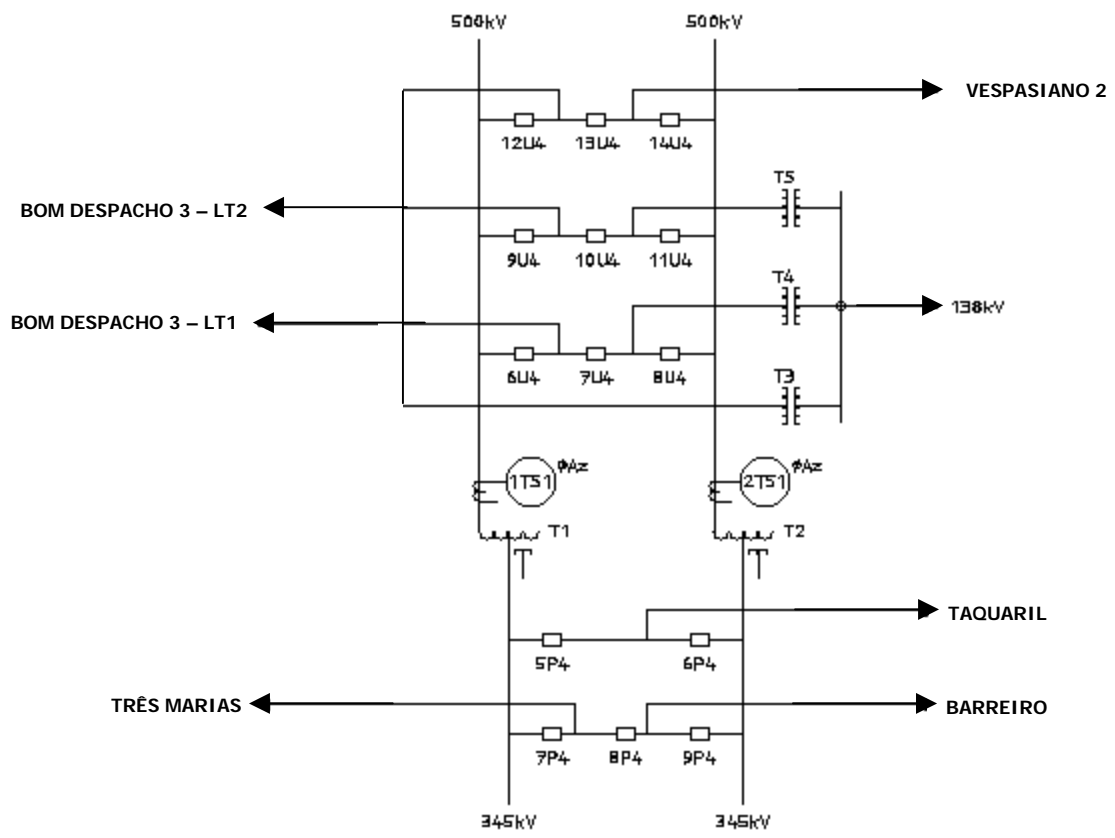 500kV 500kV
VESPASIANO 2
12U4 13U4 14U4
T5
BOM DESPACHO 3 – LT2
9U4 10U4 11U4
T4
BOM DESPACHO 3 – LT1
138kV
6U4 7U4 8U4
T3
1TS1 ØAz 2TS1 ØAz
T1 T2
TAQUARIL
5P4 6P4
TRÊS MARIAS BARREIRO
7P4 8P4 9P4
345kV 345kV